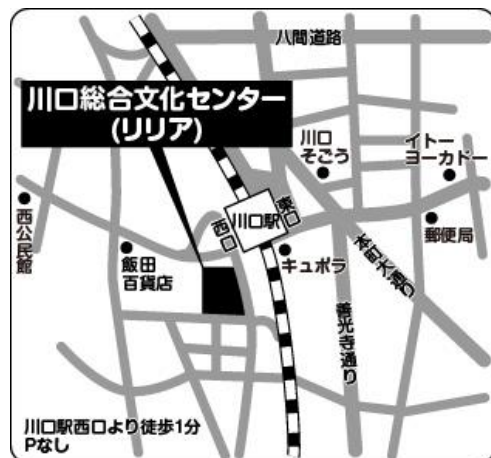 八間道路
川口総合文化センター
(リリア)
川口
そごう
イトー
ヨーカドー
西公民館
川口駅
東口
西口
郵便局
飯田
百貨店
キュポラ
本町大通り
善光寺通り
川口駅西口より徒歩1分
Pなし